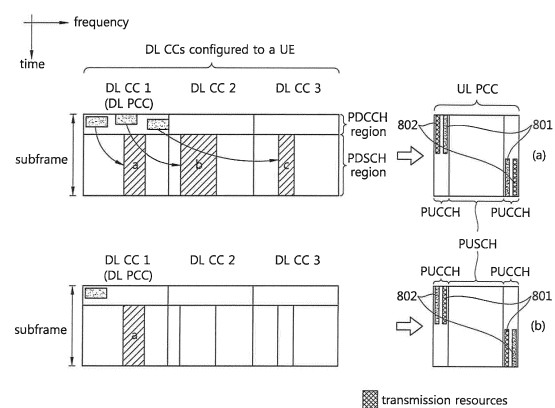 frequency
time
DL CCs configured to a UE
DL CC 1
(DL PCC)
DL CC 2
DL CC 3
UL PCC
subframe
PDCCH
region
PDSCH
region
802
801
(a)
a
b
c
PUCCH
PUCCH
PUSCH
DL CC 1
(DL PCC)
DL CC 2
DL CC 3
PUCCH
PUCCH
802
801
(b)
subframe
a
transmission resources